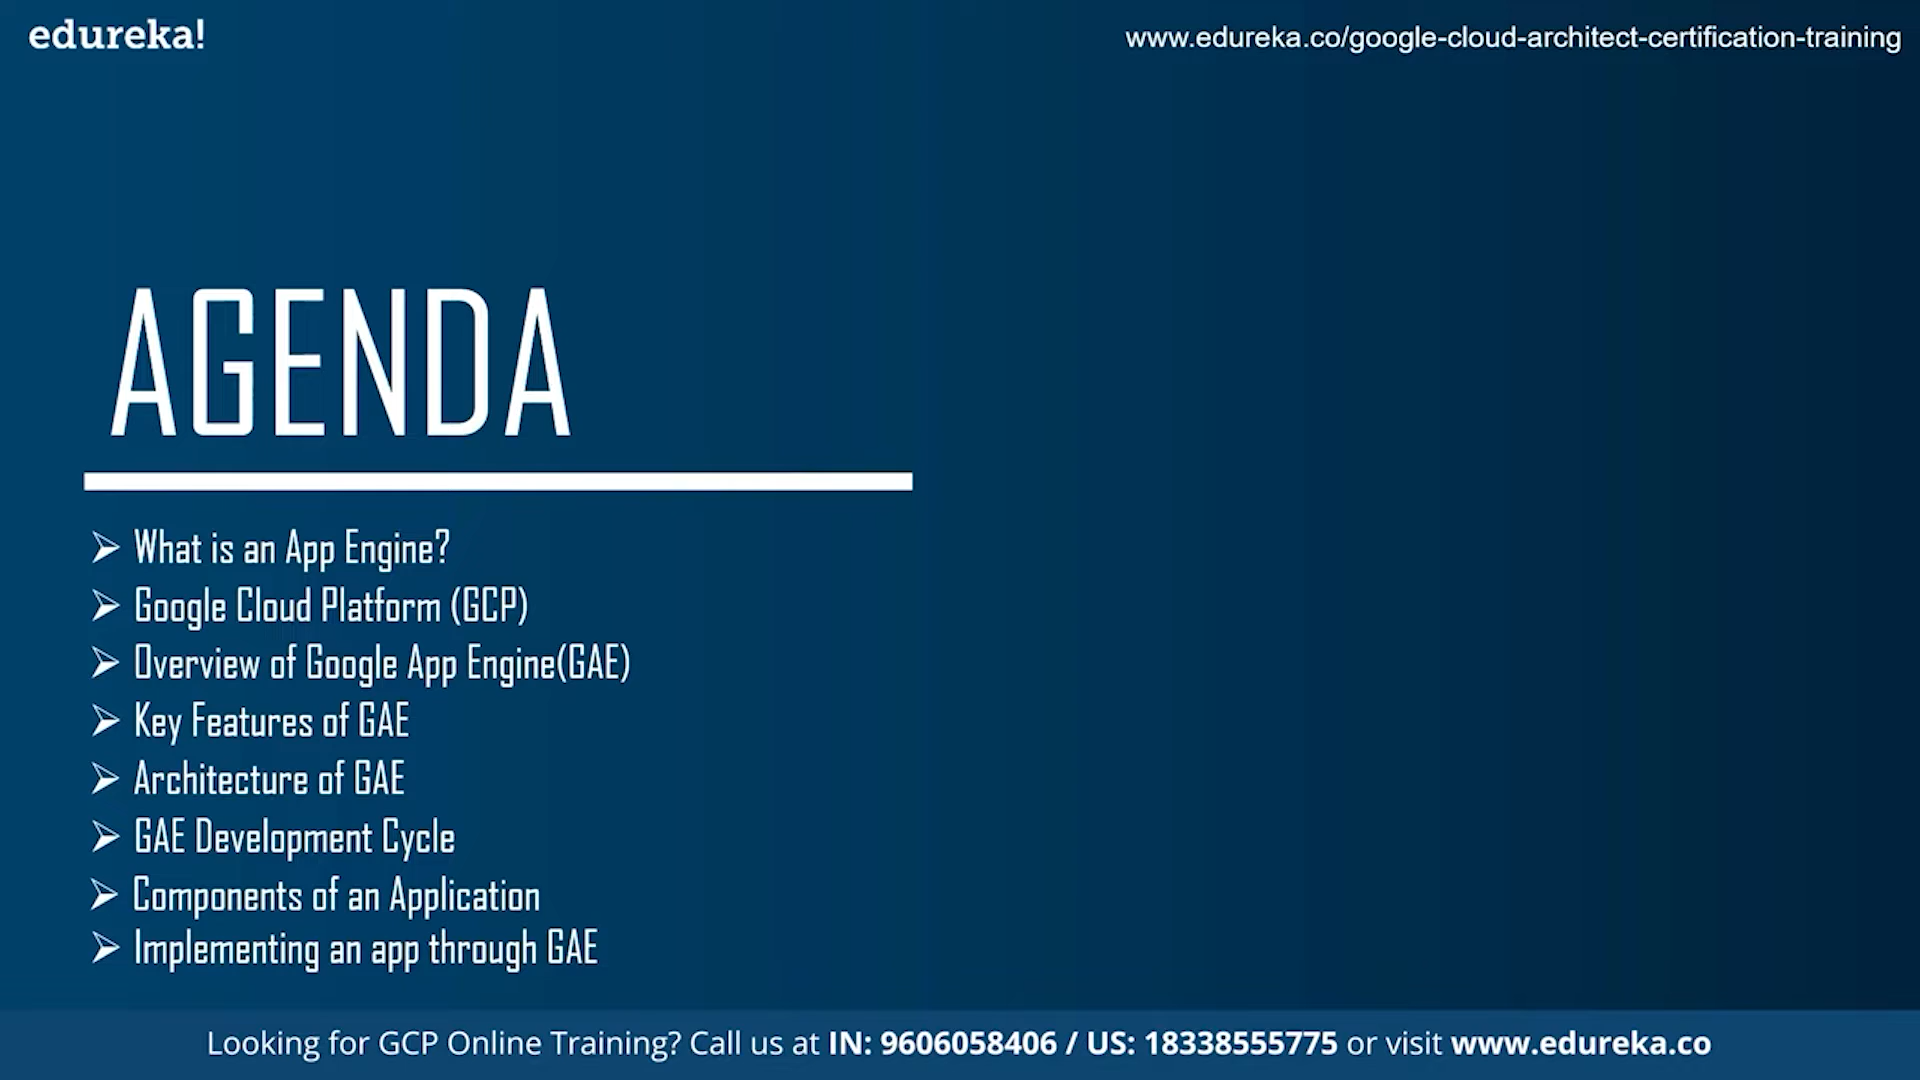 edureka!
www.edureka.co/google-cloud-architect-certification-training
AGENDA
➢ What is an App Engine?
➢ Google Cloud Platform (GCP)
➢ Overview of Google App Engine(GAE)
➢ Key Features of GAE
➢ Architecture of GAE
➢ GAE Development Cycle
➢ Components of an Application
➢ Implementing an app through GAE
Looking for GCP Online Training? Call us at IN: 9606058406 / US: 18338555775 or visit www.edureka.co